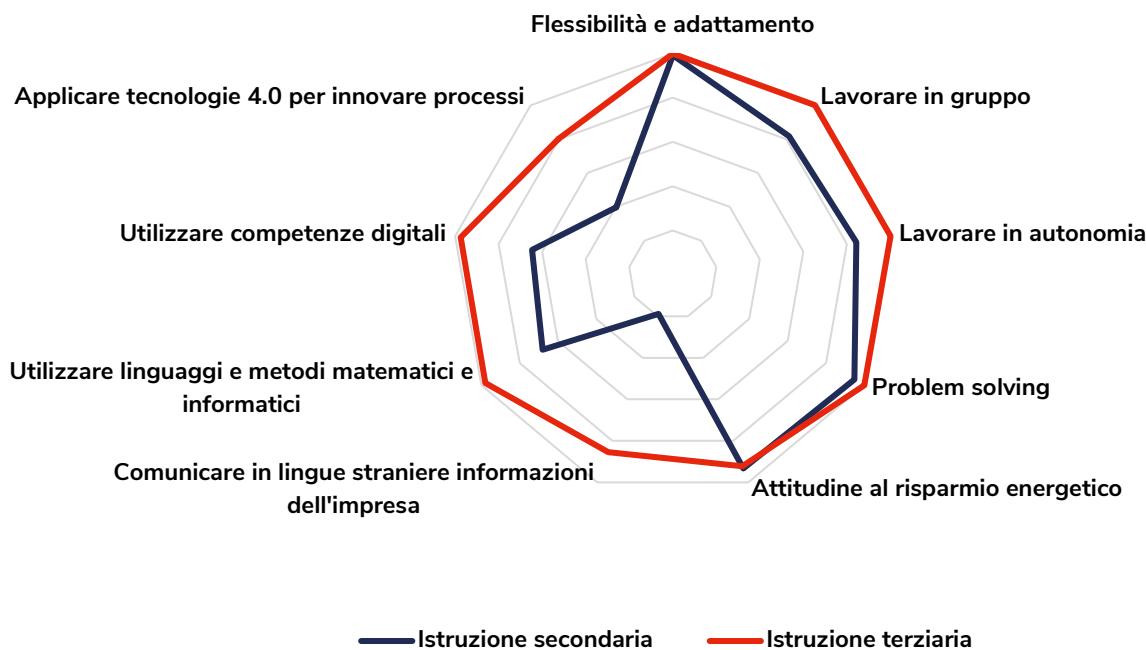 Flessibilità e adattamento
Applicare tecnologie 4.0 per innovare processi
Lavorare in gruppo
Utilizzare competenze digitali
Lavorare in autonomia
Utilizzare linguaggi e metodi matematici e
informatici
Problem solving
Comunicare in lingue straniere informazioni
dell'impresa
Attitudine al risparmio energetico
Istruzione secondaria
Istruzione terziaria